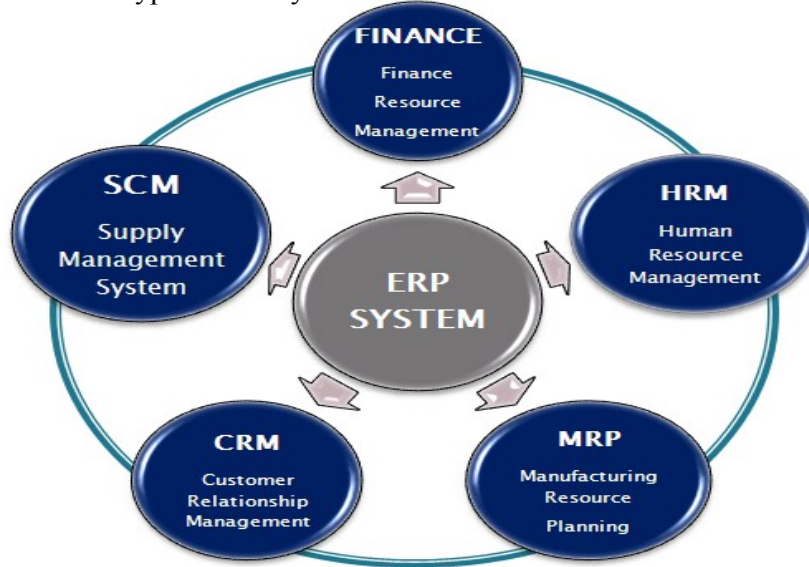 FINANCE
Finance
Resource
Management
SCM
Supply
Management
System
HRM
Human
Resource
Management
ERP
SYSTEM
CRM
Customer
Relationship
Management
MRP
Manufacturing
Resource
Planning